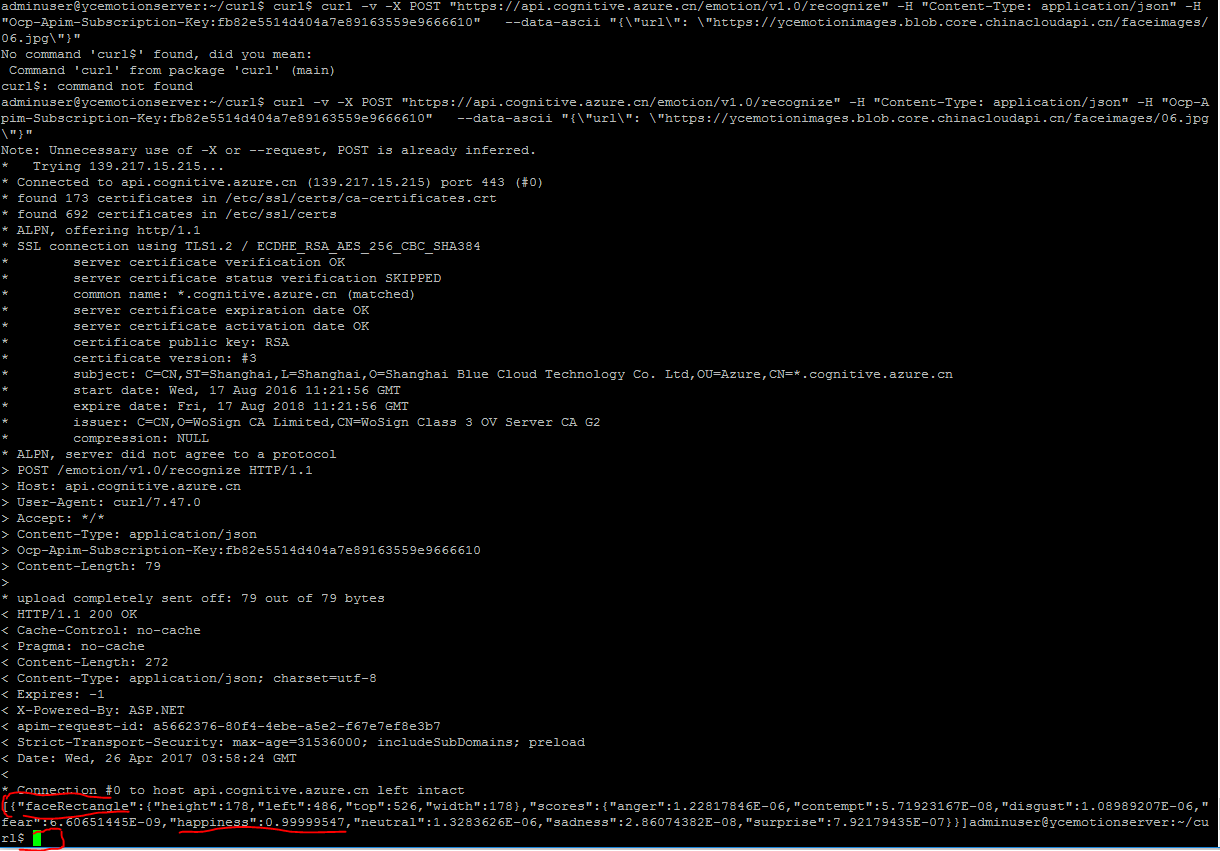 adminuser@ycemotionserver:~/curl$ curl$ curl -v -X POST "https://api.cognitive.azure.cn/emotion/v1.0/recognize" -H "Content-Type: application/json" -H
"Ocp-Apim-Subscription-Key:fb82e5514d404a7e89163559e9666610"   --data-ascii "{\"url\": \"https://ycemotionimages.blob.core.chinacloudapi.cn/faceimages/
06.jpg\"}"
No command 'curl$' found, did you mean:
 Command 'curl' from package 'curl' (main)
curl$: command not found
adminuser@ycemotionserver:~/curl$ curl -v -X POST "https://api.cognitive.azure.cn/emotion/v1.0/recognize" -H "Content-Type: application/json" -H "Ocp-A
pim-Subscription-Key:fb82e5514d404a7e89163559e9666610"   --data-ascii "{\"url\": \"https://ycemotionimages.blob.core.chinacloudapi.cn/faceimages/06.jpg
\"}"
Note: Unnecessary use of -X or --request, POST is already inferred.
*   Trying 139.217.15.215...
* Connected to api.cognitive.azure.cn (139.217.15.215) port 443 (#0)
* found 173 certificates in /etc/ssl/certs/ca-certificates.crt
* found 692 certificates in /etc/ssl/certs
* ALPN, offering http/1.1
* SSL connection using TLS1.2 / ECDHE_RSA_AES_256_CBC_SHA384
*        server certificate verification OK
*        server certificate status verification SKIPPED
*        common name: *.cognitive.azure.cn (matched)
*        server certificate expiration date OK
*        server certificate activation date OK
*        certificate public key: RSA
*        certificate version: #3
*        subject: C=CN,ST=Shanghai,L=Shanghai,O=Shanghai Blue Cloud Technology Co. Ltd,OU=Azure,CN=*.cognitive.azure.cn
*        start date: Wed, 17 Aug 2016 11:21:56 GMT
*        expire date: Fri, 17 Aug 2018 11:21:56 GMT
*        issuer: C=CN,O=WoSign CA Limited,CN=WoSign Class 3 OV Server CA G2
*        compression: NULL
* ALPN, server did not agree to a protocol
> POST /emotion/v1.0/recognize HTTP/1.1
> Host: api.cognitive.azure.cn
> User-Agent: curl/7.47.0
> Accept: */*
> Content-Type: application/json
> Ocp-Apim-Subscription-Key:fb82e5514d404a7e89163559e9666610
> Content-Length: 79
>
* upload completely sent off: 79 out of 79 bytes
< HTTP/1.1 200 OK
< Cache-Control: no-cache
< Pragma: no-cache
< Content-Length: 272
< Content-Type: application/json; charset=utf-8
< Expires: -1
< X-Powered-By: ASP.NET
< apim-request-id: a5662376-80f4-4ebe-a5e2-f67e7ef8e3b7
< Strict-Transport-Security: max-age=31536000; includeSubDomains; preload
< Date: Wed, 26 Apr 2017 03:58:24 GMT
<
* Connection #0 to host api.cognitive.azure.cn left intact
[{"faceRectangle":{"height":178,"left":486,"top":526,"width":178},"scores":{"anger":1.22817846E-06,"contempt":5.71923167E-08,"disgust":1.08989207E-06,"
fear":6.60651445E-09,"happiness":0.99999547,"neutral":1.3283626E-06,"sadness":2.86074382E-08,"surprise":7.92179435E-07}}]adminuser@ycemotionserver:~/cu
rl$